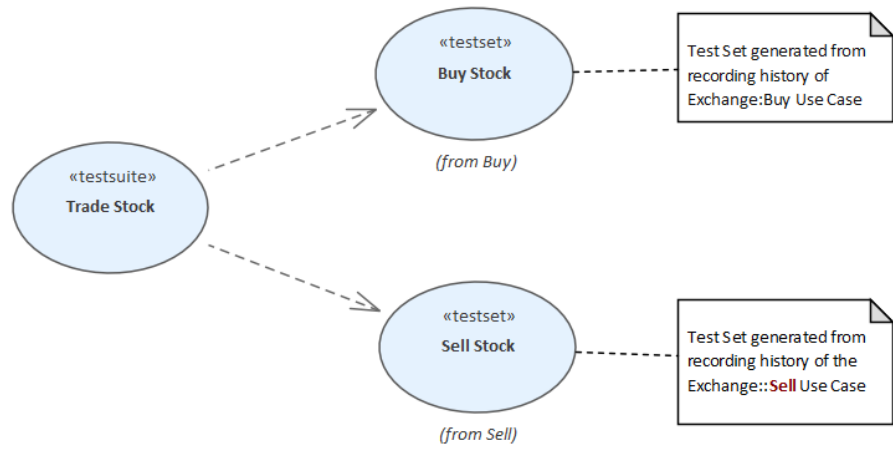 «testset»
Buy Stock
(from Buy)
Test Set generated from
recording history of
Exchange:Buy Use Case
«testsuite»
Trade Stock
«testset»
Sell Stock
(from Sell)
Test Set generated from
recording history of the
Exchange::Sell Use Case